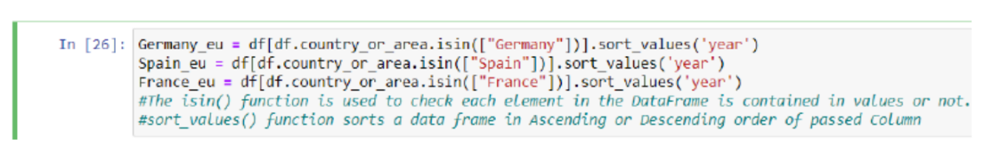 In [26]: Germany_eu = df[df.country_or_area.isin(["Germany"])].sort_values('year')
Spain_eu = df[df.country_or_area.isin(["Spain"])].sort_values('year')
France_eu = df[df.country_or_area.isin(["France"])].sort_values('year')
#The isin() function is used to check each element in the DataFrame is contained in values or not.
#sort_values() function sorts a data frame in Ascending or Descending order of passed Column